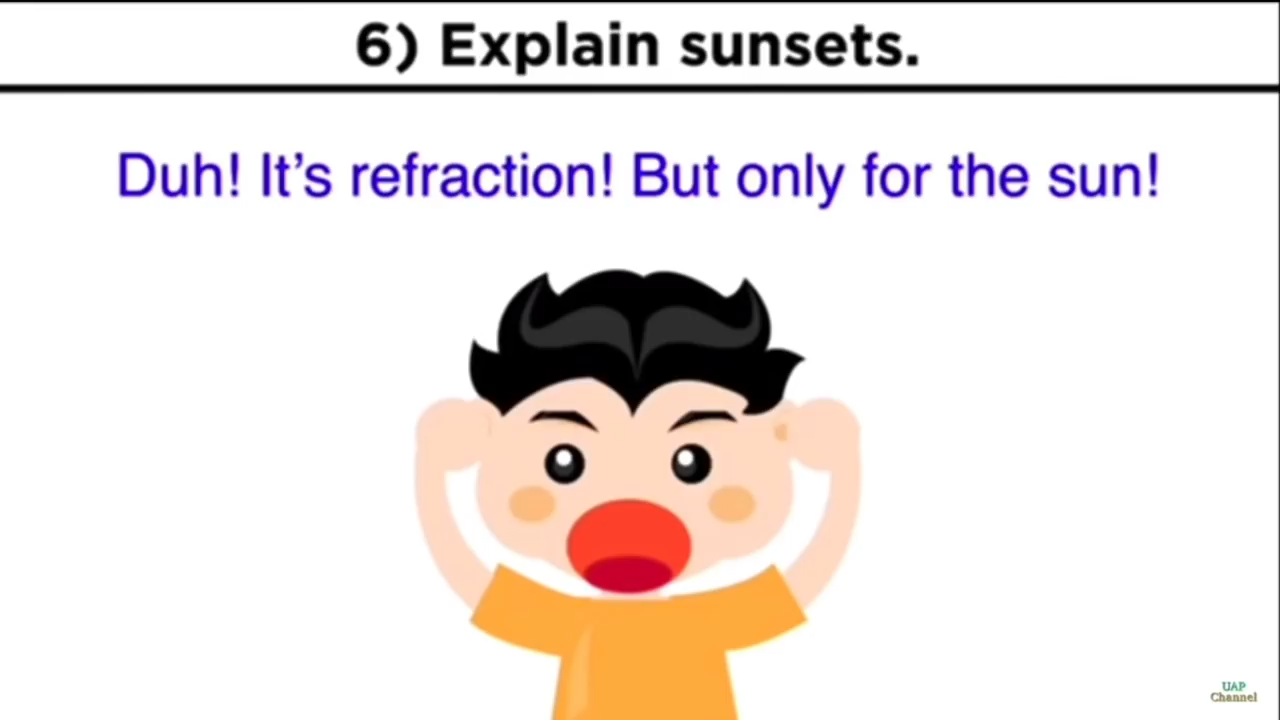 6) Explain sunsets.
Duh! It’s refraction! But only for the sun!
UAP
Channel